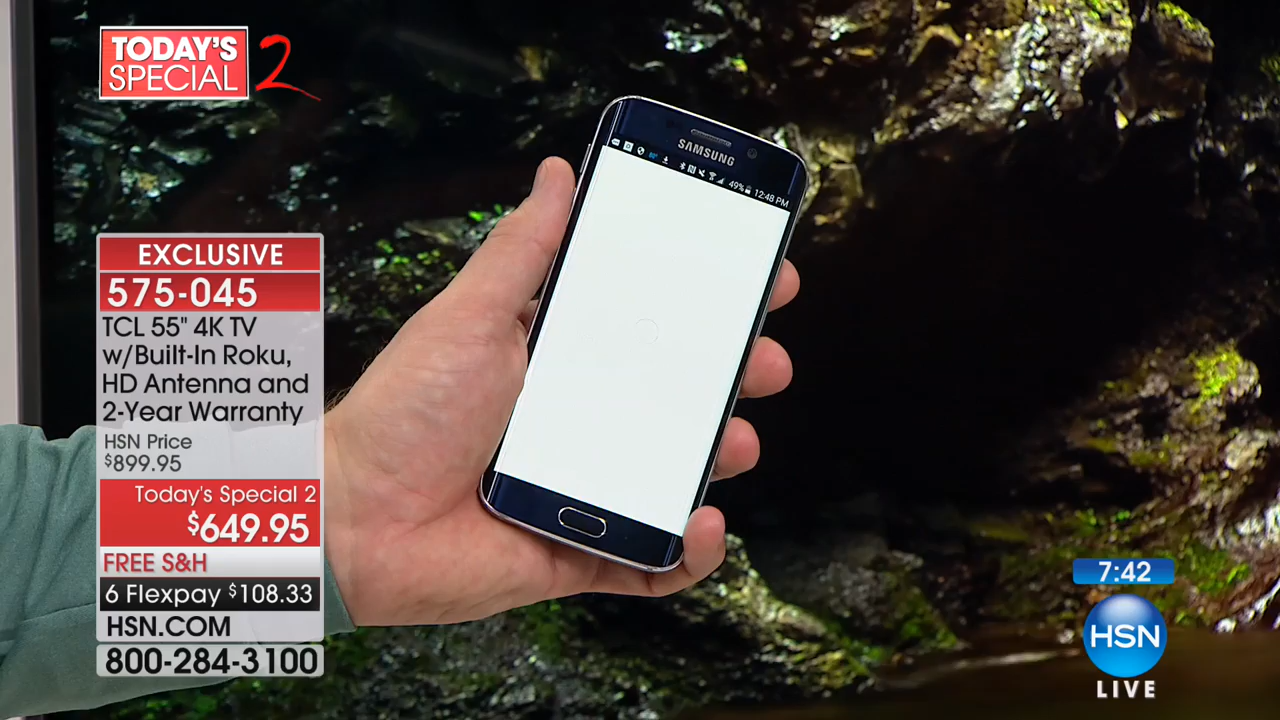 TODAY'S
SPECIAL 2
SAMSUNG
49% 12:48 PM
EXCLUSIVE
575-045
TCL 55" 4K TV
w/Built-In Roku,
HD Antenna and
2-Year Warranty
HSN Price
$899.95
Today's Special 2
$649.95
FREE S&H
6 Flexpay $108.33
HSN.COM
800-284-3100
7:42
HSN
LIVE